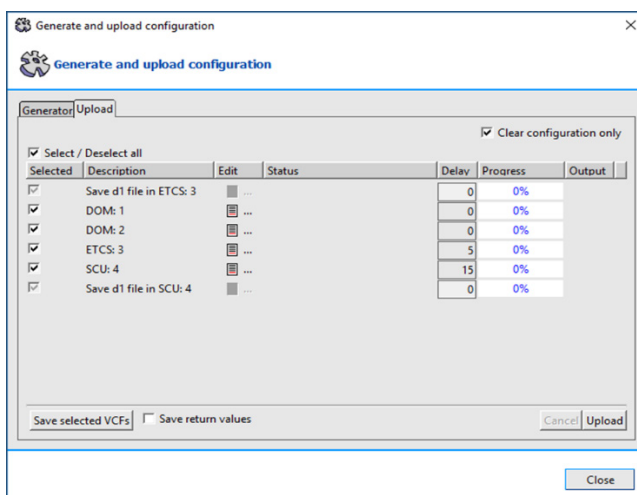 Generate and upload configuration
Generate and upload configuration
Generator Upload
Clear configuration only
Select / Deselect all
Selected Description Edit Status Delay Progress Output
Save d1 file in ETCS: 3 ... 0 0%
DOM: 1 ... 0 0%
DOM: 2 ... 0 0%
ETCS: 3 ... 5 0%
SCU: 4 ... 15 0%
Save d1 file in SCU: 4 ... 0 0%
Save selected VCFs Save return values Cancel Upload
Close